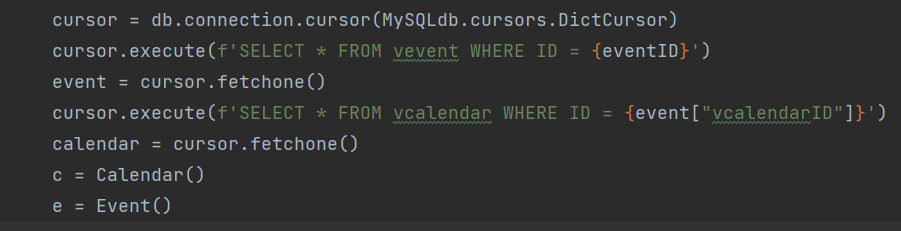 cursor = db.connection.cursor(MySQLdb.cursors.DictCursor)
cursor.execute(f'SELECT * FROM vevent WHERE ID = {eventID}')
event = cursor.fetchone()
cursor.execute(f'SELECT * FROM vcalendar WHERE ID = {event["vcalendarID"]}')
calendar = cursor.fetchone()
c = Calendar()
e = Event()